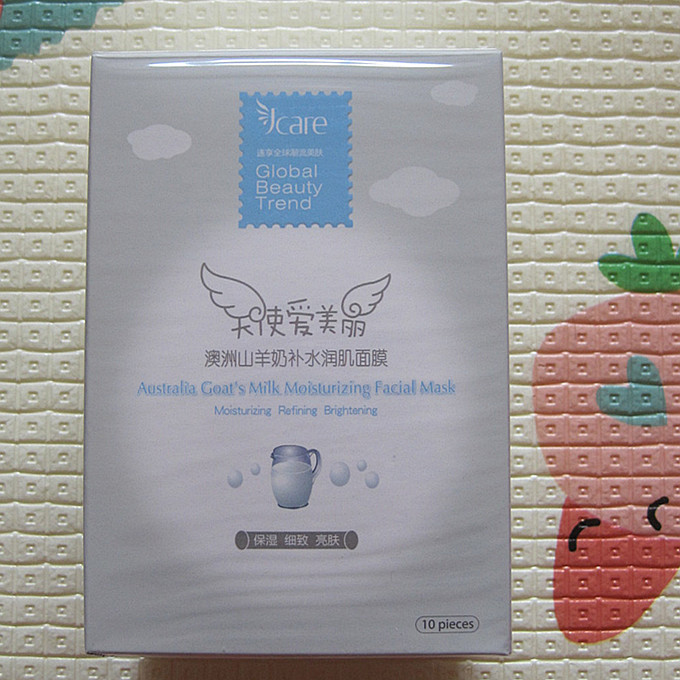 Jcare
逐享全球潮流美肤
Global
Beauty
Trend
天使爱美丽
澳洲山羊奶补水润肌面膜
Australia Goat's Milk Moisturizing Facial Mask
Moisturizing Refining Brightening
保湿 细致 亮肤
10 pieces